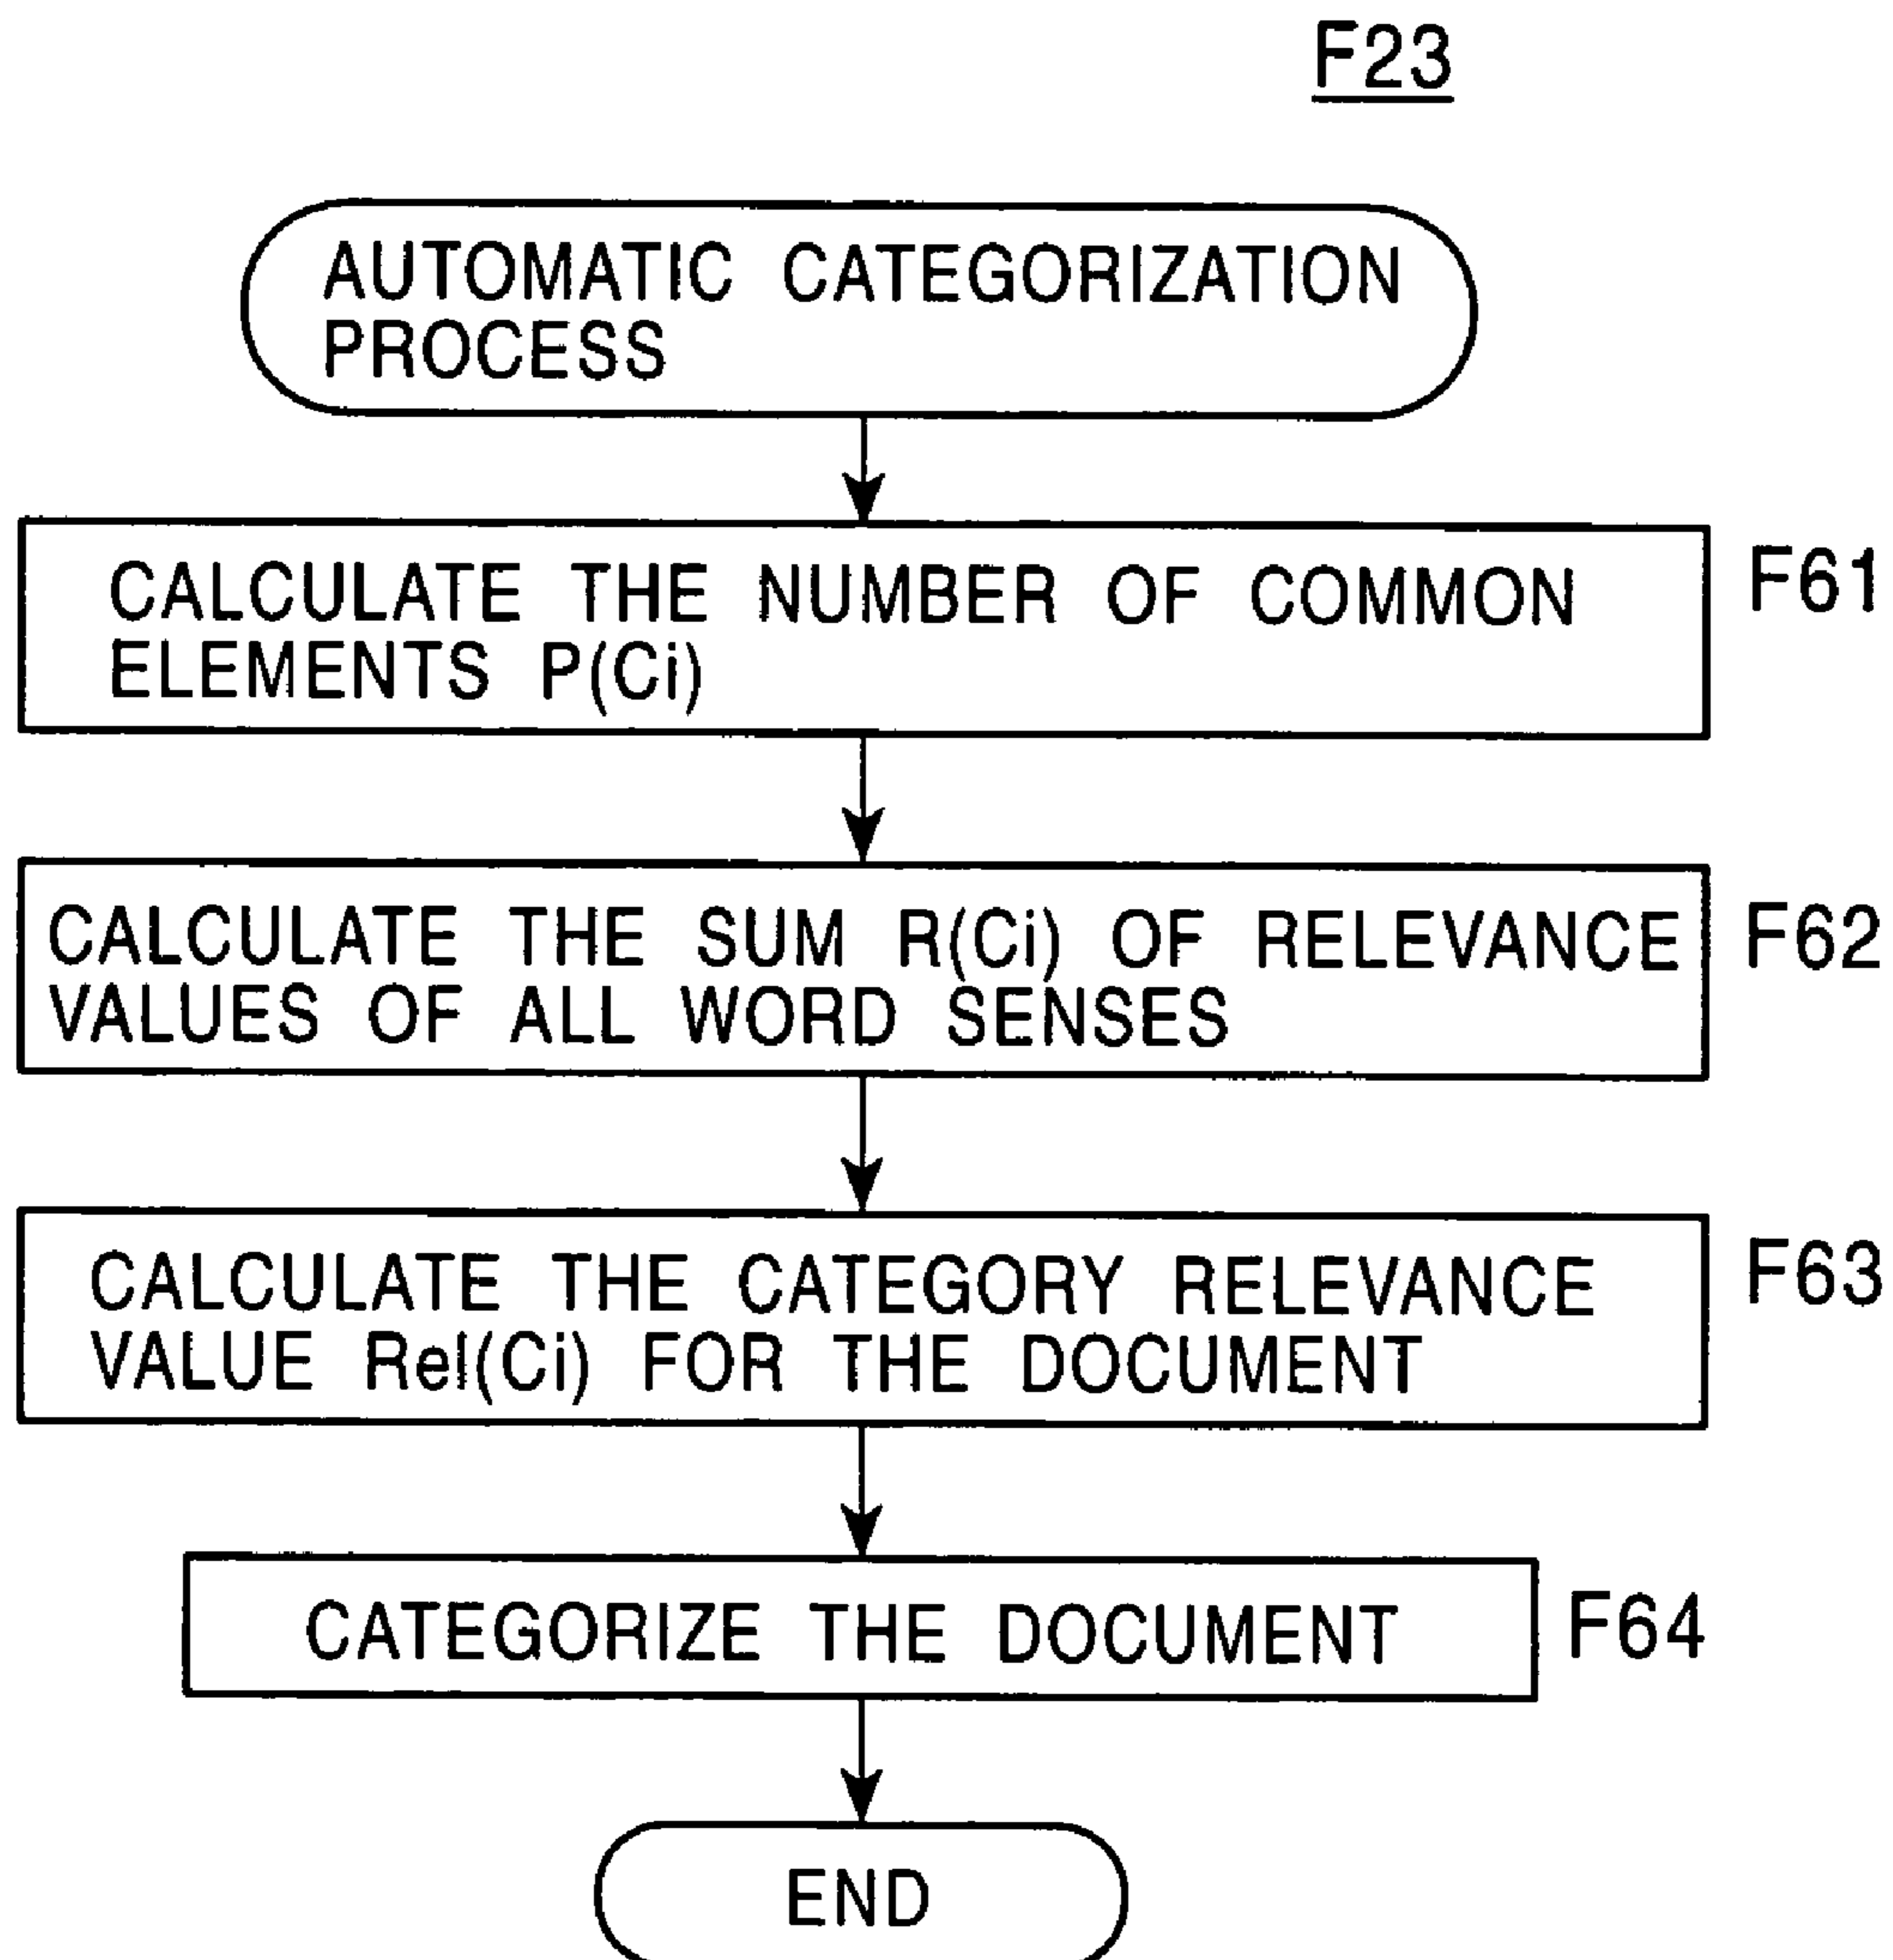 F23
AUTOMATIC CATEGORIZATION
PROCESS
CALCULATE THE NUMBER OF COMMON
ELEMENTS P(Ci)
F61
CALCULATE THE SUM R(Ci) OF RELEVANCE
VALUES OF ALL WORD SENSES
F62
CALCULATE THE CATEGORY RELEVANCE
VALUE Rel(Ci) FOR THE DOCUMENT
F63
CATEGORIZE THE DOCUMENT
F64
END